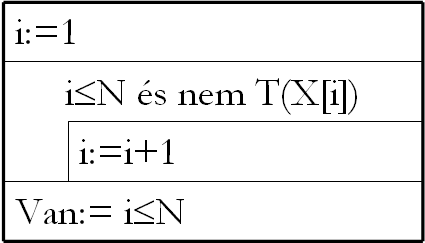 i:=1
i≤N és nem T(X[i])
i:=i+1
Van:= i≤N